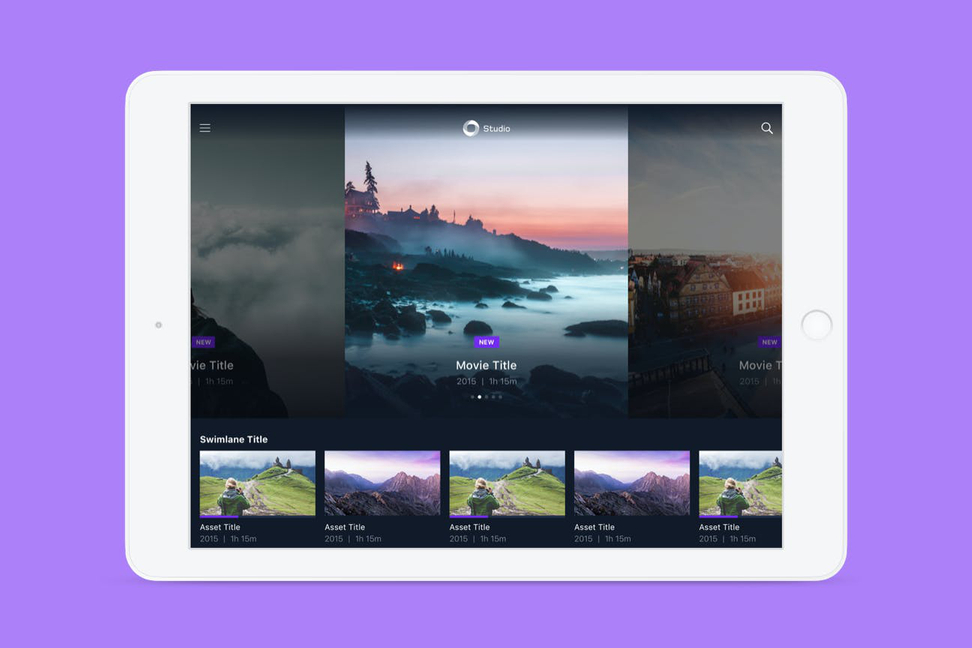 Studio
NEW
NEW
NEW
vie Title
Movie Title
Movie T
| 1h 15m
2015 | 1h 15m
2015 | 1h
Swimlane Title
Asset Title
Asset Title
Asset Title
Asset Title
Asset Title
2015 | 1h 15m
2015 | 1h 15m
2015 | 1h 15m
2015 | 1h 15m
2015 | 1h 15m